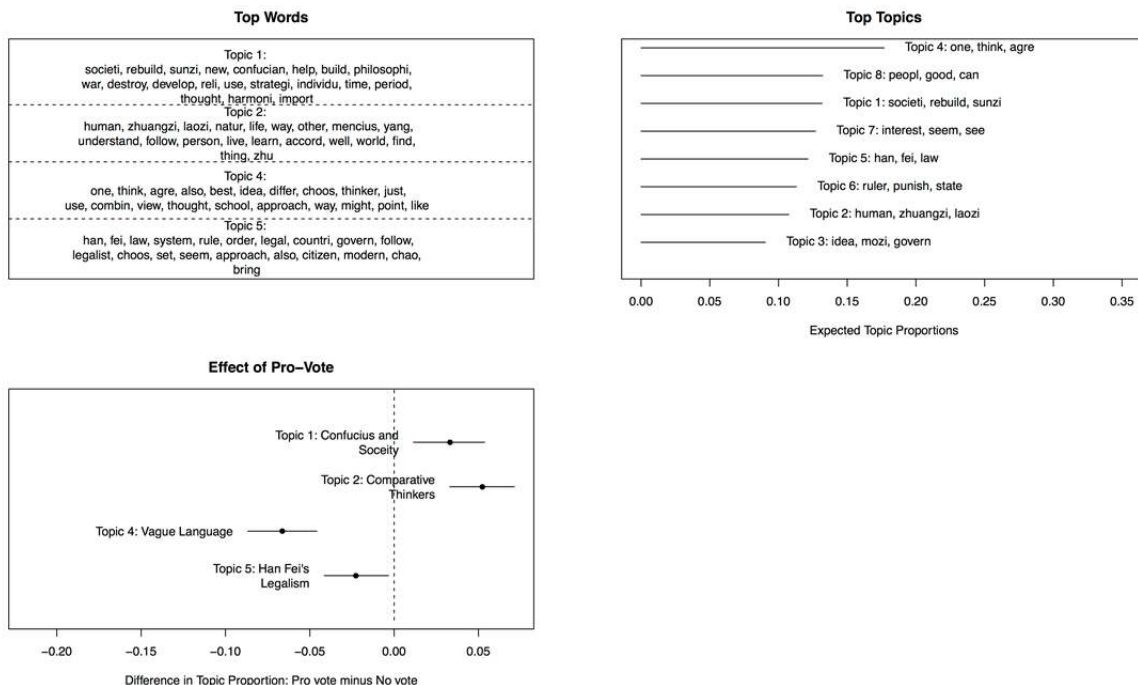 Top Words
Topic 1:
societi, rebuild, sunzi, new, confucian, help, build, philosophi,
war, destroy, develop, reli, use, strategi, individu, time, period,
thought, harmoni, import
Topic 2:
human, zhuangzi, laozi, natur, life, way, other, mencius, yang,
understand, follow, person, live, learn, accord, well, world, find,
thing, zhu
Topic 4:
one, think, agre, also, best, idea, differ, choos, thinker, just,
use, combin, view, thought, school, approach, way, might, point, like
Topic 5:
han, fei, law, system, rule, order, legal, countri, govern, follow,
legalist, choos, set, seem, approach, also, citizen, modern, chao,
bring
Top Topics
Topic 4: one, think, agre
Topic 8: peopl, good, can
Topic 1: societi, rebuild, sunzi
Topic 7: interest, seem, see
Topic 5: han, fei, law
Topic 6: ruler, punish, state
Topic 2: human, zhuangzi, laozi
Topic 3: idea, mozi, govern
0.00 0.05 0.10 0.15 0.20 0.25 0.30 0.35
Expected Topic Proportions
Effect of Pro−Vote
Topic 1: Confucius and
Soceity
Topic 2: Comparative
Thinkers
Topic 4: Vague Language
Topic 5: Han Fei's
Legalism
−0.20 −0.15 −0.10 −0.05 0.00 0.05
Difference in Topic Proportion: Pro vote minus No vote